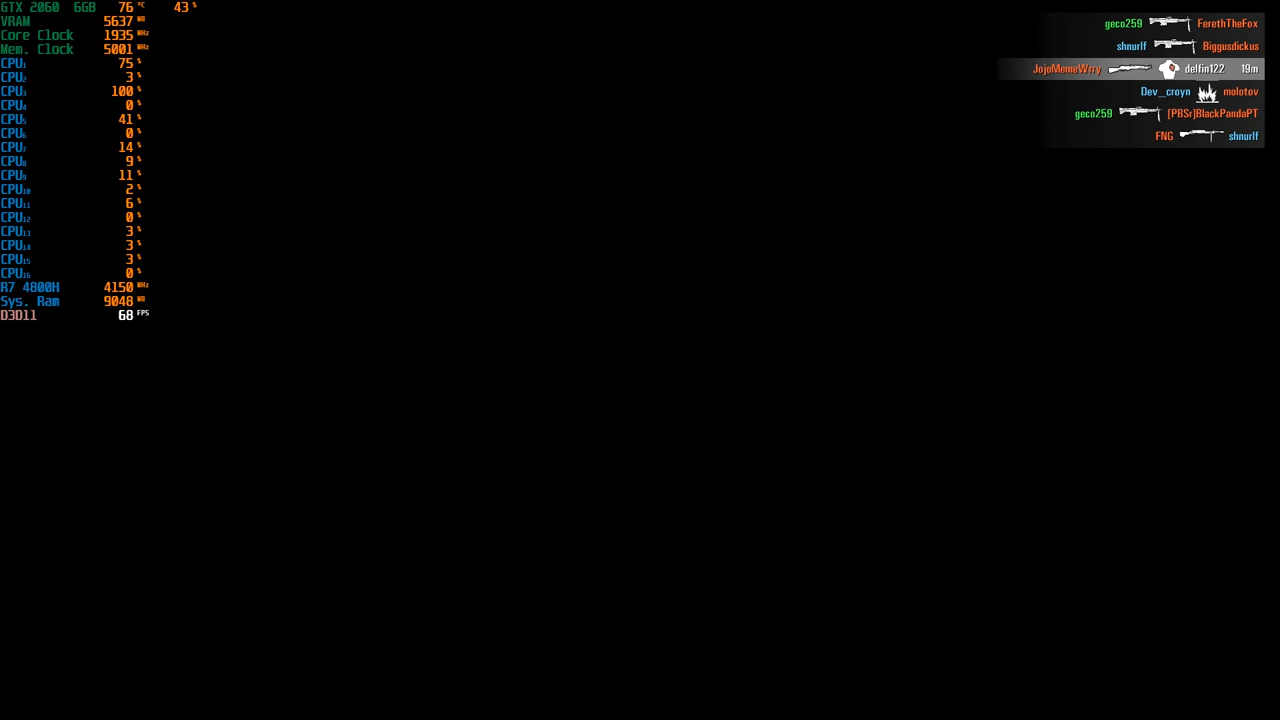 GTX 2060 6GB 76 °C 43 %
VRAM 5637 MB
Core Clock 1935 MHz
Mem. Clock 5001 MHz
CPU1 75 %
CPU2 3 %
CPU3 100 %
CPU4 0 %
CPU5 41 %
CPU6 0 %
CPU7 14 %
CPU8 9 %
CPU9 11 %
CPU10 2 %
CPU11 6 %
CPU12 0 %
CPU13 3 %
CPU14 3 %
CPU15 3 %
CPU16 0 %
R7 4800H 4150 MHz
Sys. Ram 9048 MB
D3D11 68 FPS
geco259 FerethTheFox
shnurlf Biggusdickus
JojoMemeWrry delfin122 19m
Dev_croyn molotov
geco259 [PBSr]BlackPandaPT
FNG shnurlf